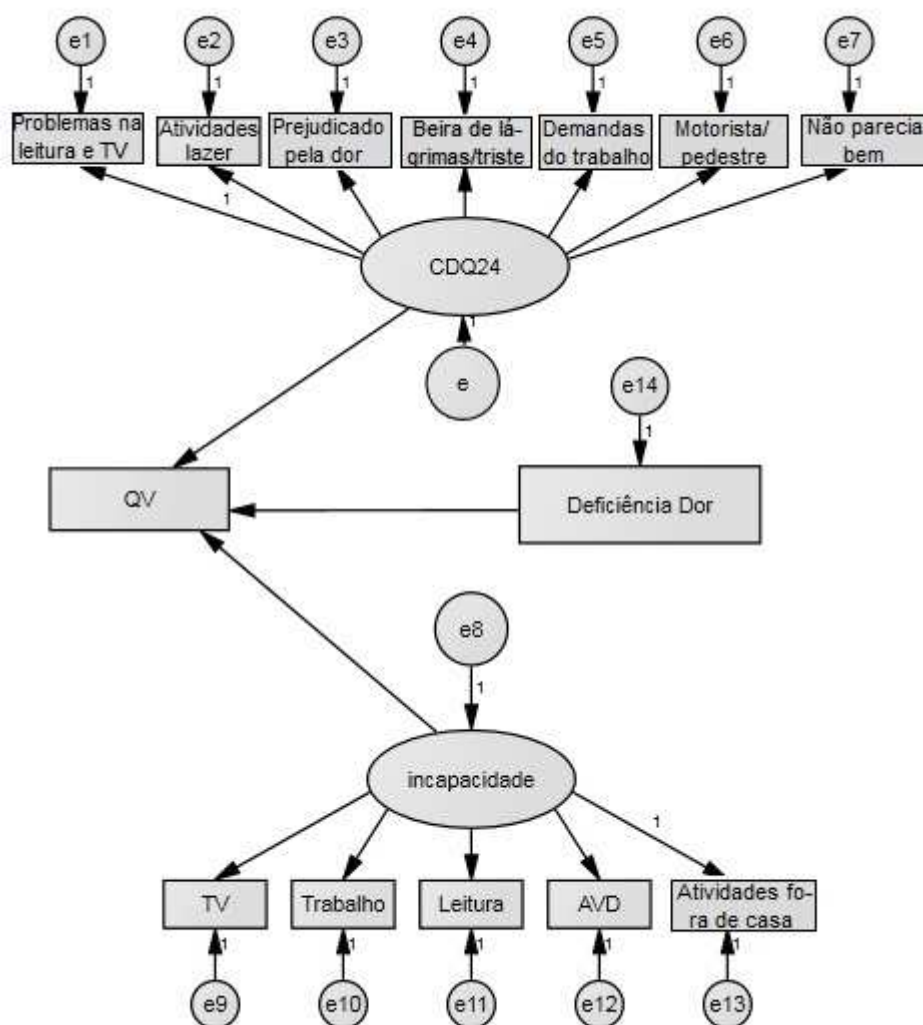 e1 e2 e3 e4 e5 e6 e7
1 1 1 1 1 1 1
Problemas na
leitura e TV
Atividades
lazer
Prejudicado
pela dor
Beira de lá-
grimas/triste
Demandas
do trabalho
Motorista/
pedestre
Não parecia
bem
1
CDQ24
1
e
e14
1
QV
Deficiência Dor
e8
1
incapacidade
1
TV
Trabalho
Leitura
AVD
Atividades fo-
ra de casa
1 1 1 1 1
e9 e10 e11 e12 e13